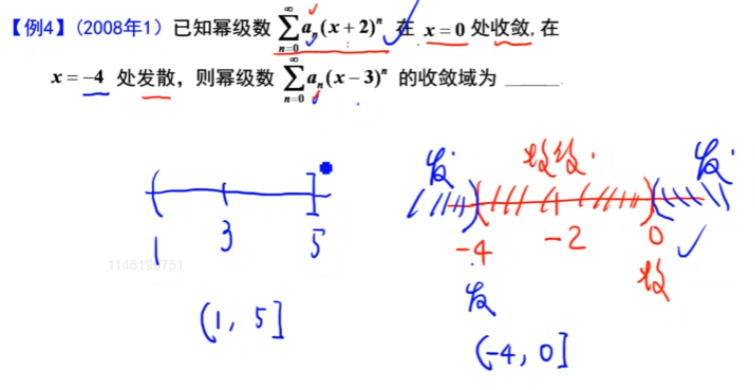 【例4】(2008年1) 已知幂级数 $\sum_{n=0}^{\infty} a_n(x+2)^n$ 在 x = 0 处收敛, 在
x = −4 处发散，则幂级数 $\sum_{n=0}^{\infty} a_n(x-3)^n$ 的收敛域为 ______
发 收敛 发
1 3 5
-4 -2 0
1145198751
发 收
(1, 5]
(-4, 0]